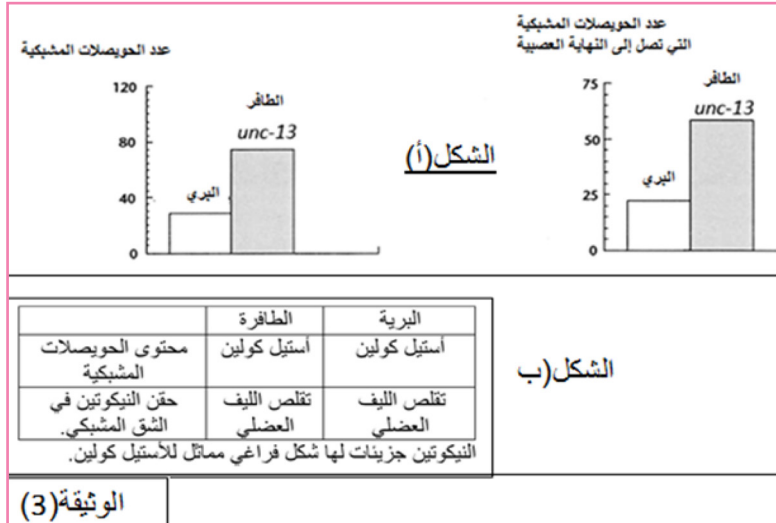 عدد الحويصلات المشبكية
التي تصل إلى النهاية العصبية
75
50
25
0
الطافر
unc-13
البري
الشكل(أ)
عدد الحويصلات المشبكية
120
80
40
0
الطافر
unc-13
البري
الشكل(ب
البرية
الطافرة
أستيل كولين
أستيل كولين
محتوى الحويصلات
المشبكية
تقلص الليف
العضلي
تقلص الليف
العضلي
حقن النيكوتين في
الشق المشبكي.
النيكوتين جزيئات لها شكل فراغي مماثل للأستيل كولين.
الوثيقة(3)